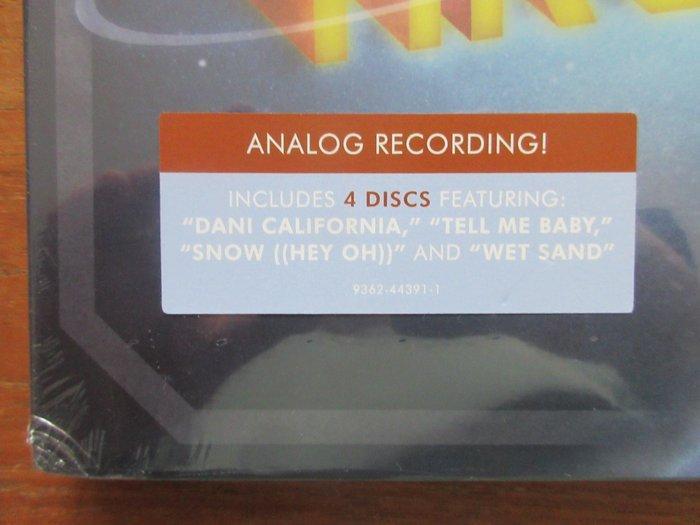 ANALOG RECORDING!
INCLUDES 4 DISCS FEATURING:
“DANI CALIFORNIA,” “TELL ME BABY,”
“SNOW ((HEY OH))” AND “WET SAND”
9362-44391-1